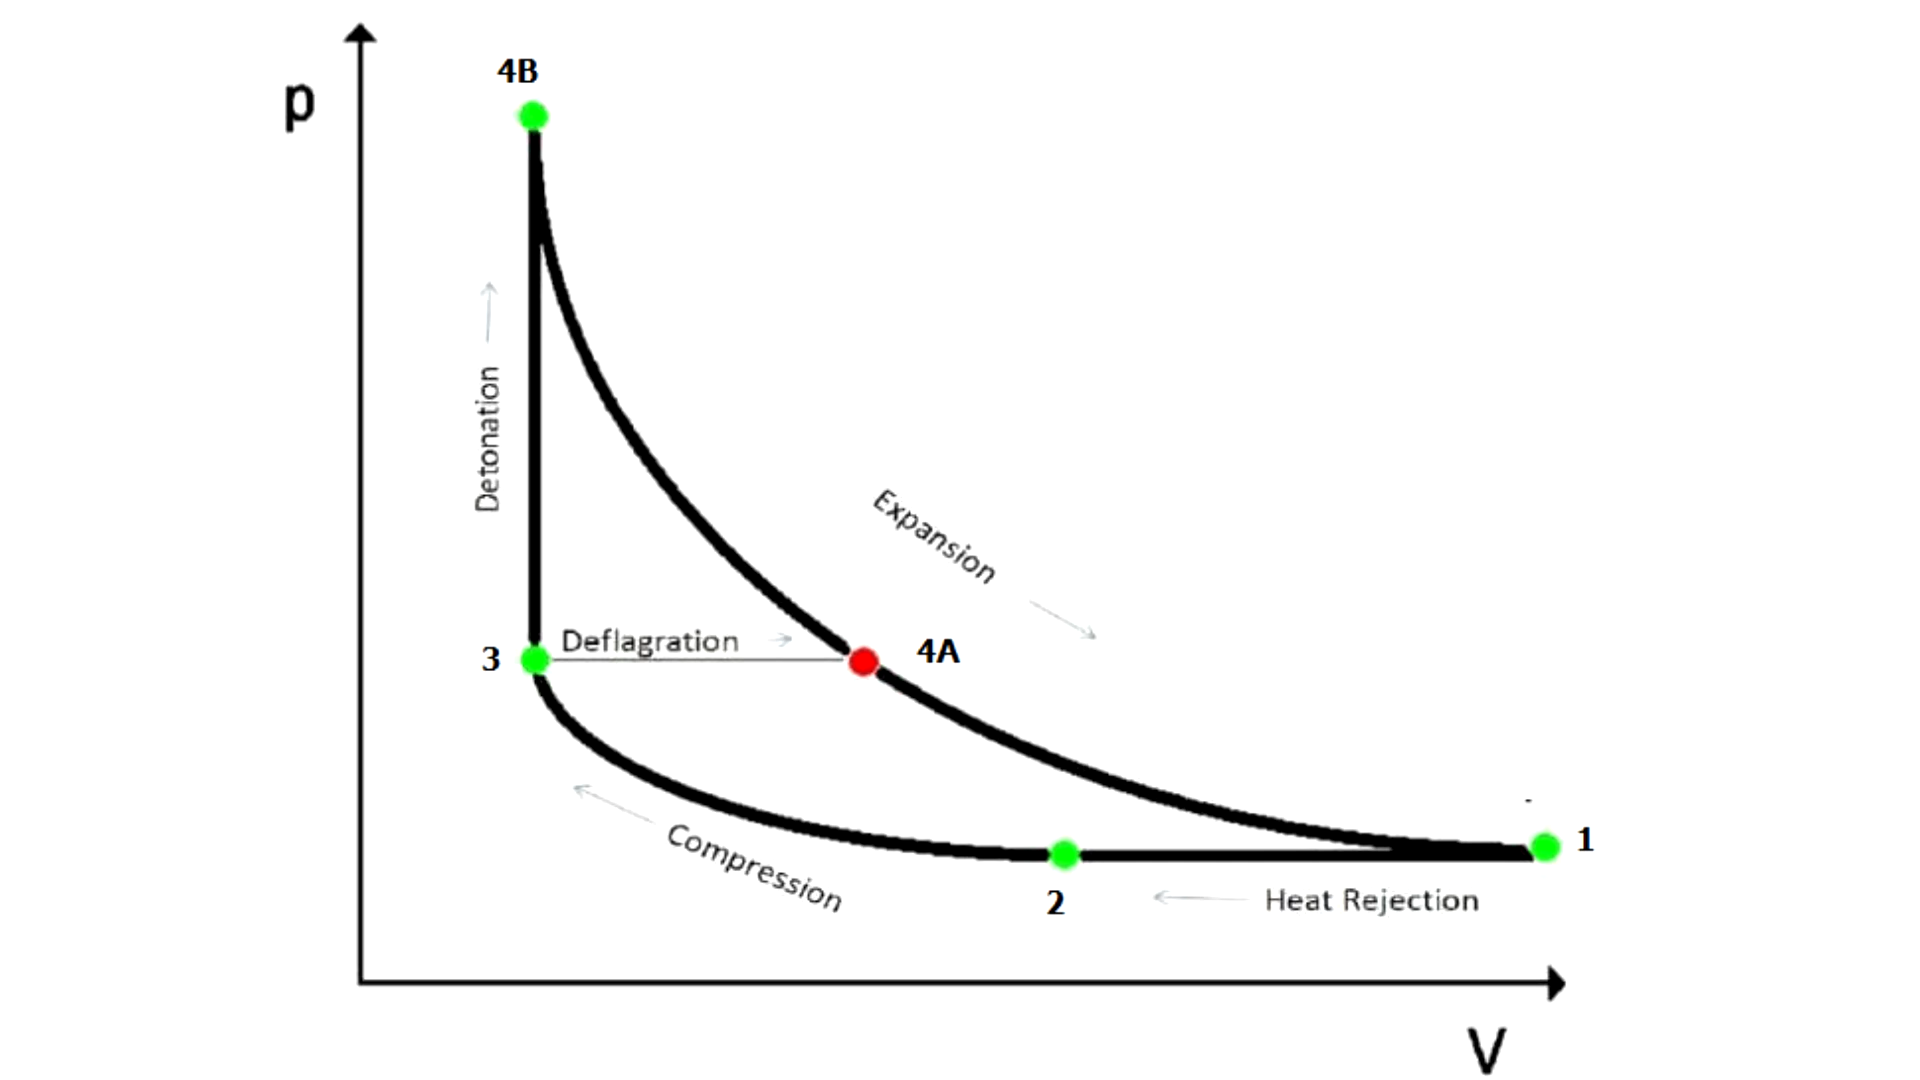 4B
p
Detonation
Expansion
Deflagration
4A
3
1
Compression
2
Heat Rejection
V